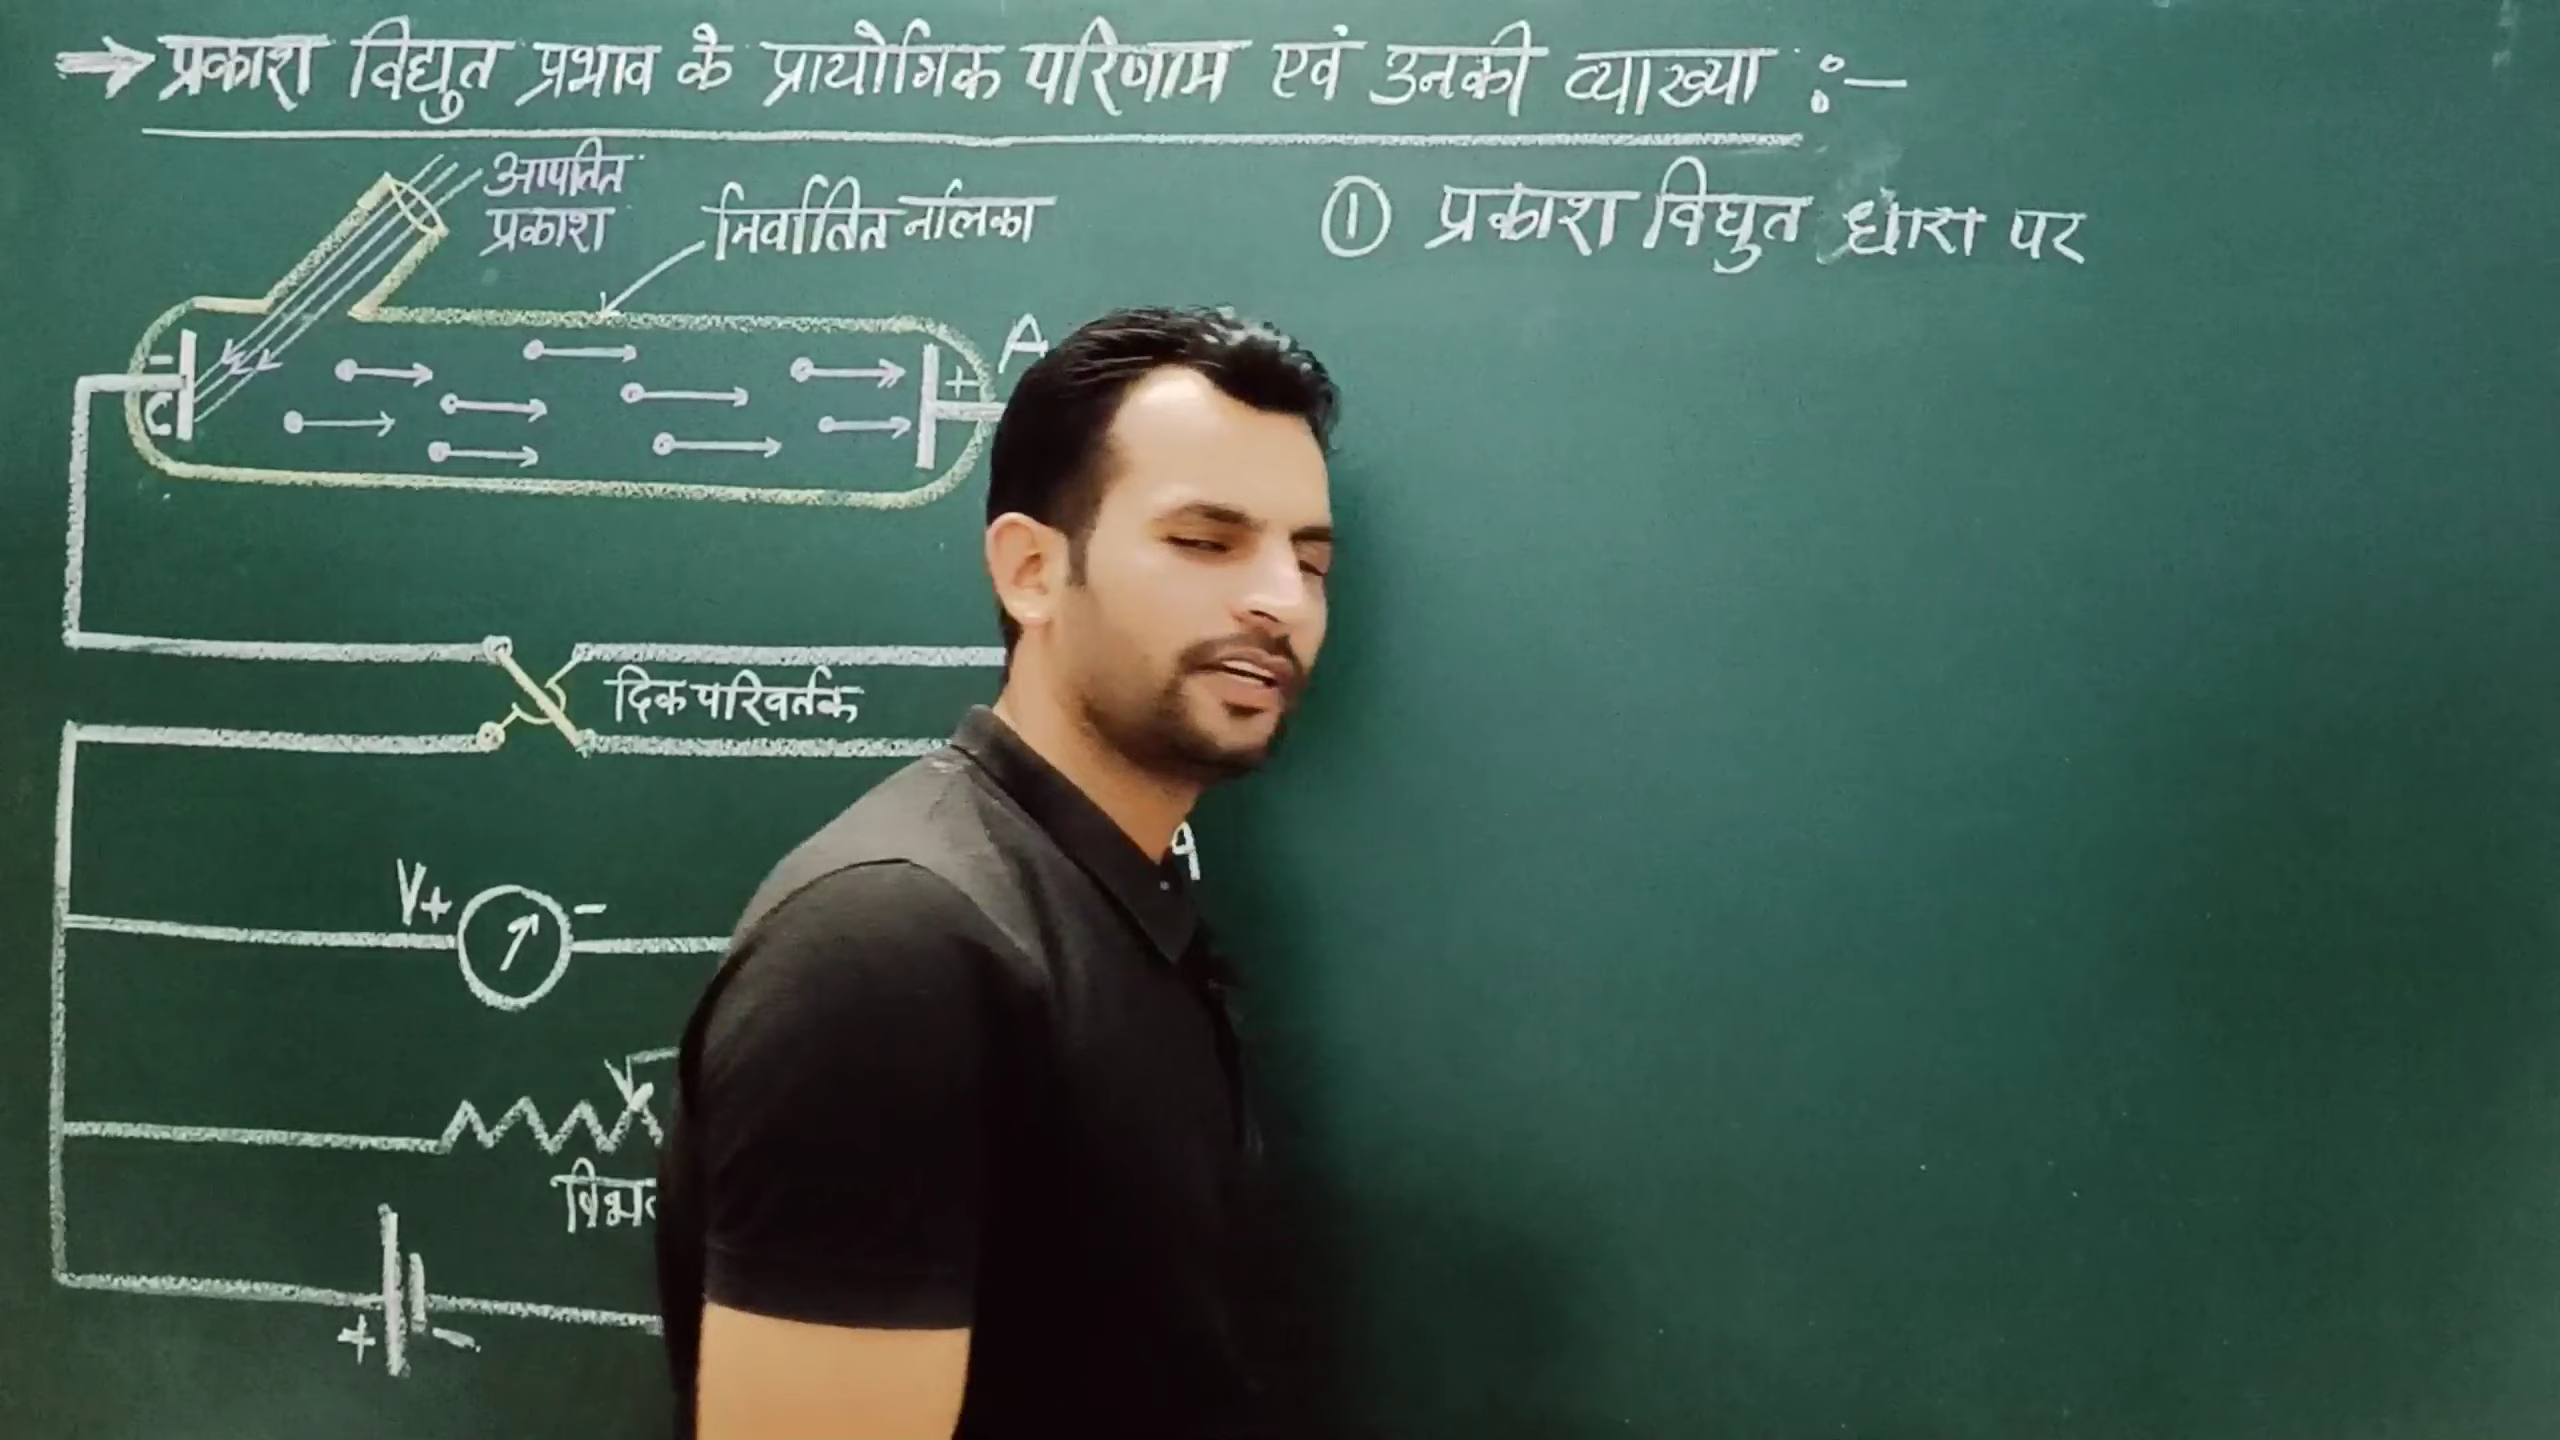 → प्रकाश विद्युत प्रभाव के प्रायोगिक परिणाम एवं उनकी व्याख्या :–
आपतित
प्रकाश
निर्वातित नलिका
① प्रकाश विघुत धारा पर
A
- +
C
दिक परिवर्तक
V + -
+ -